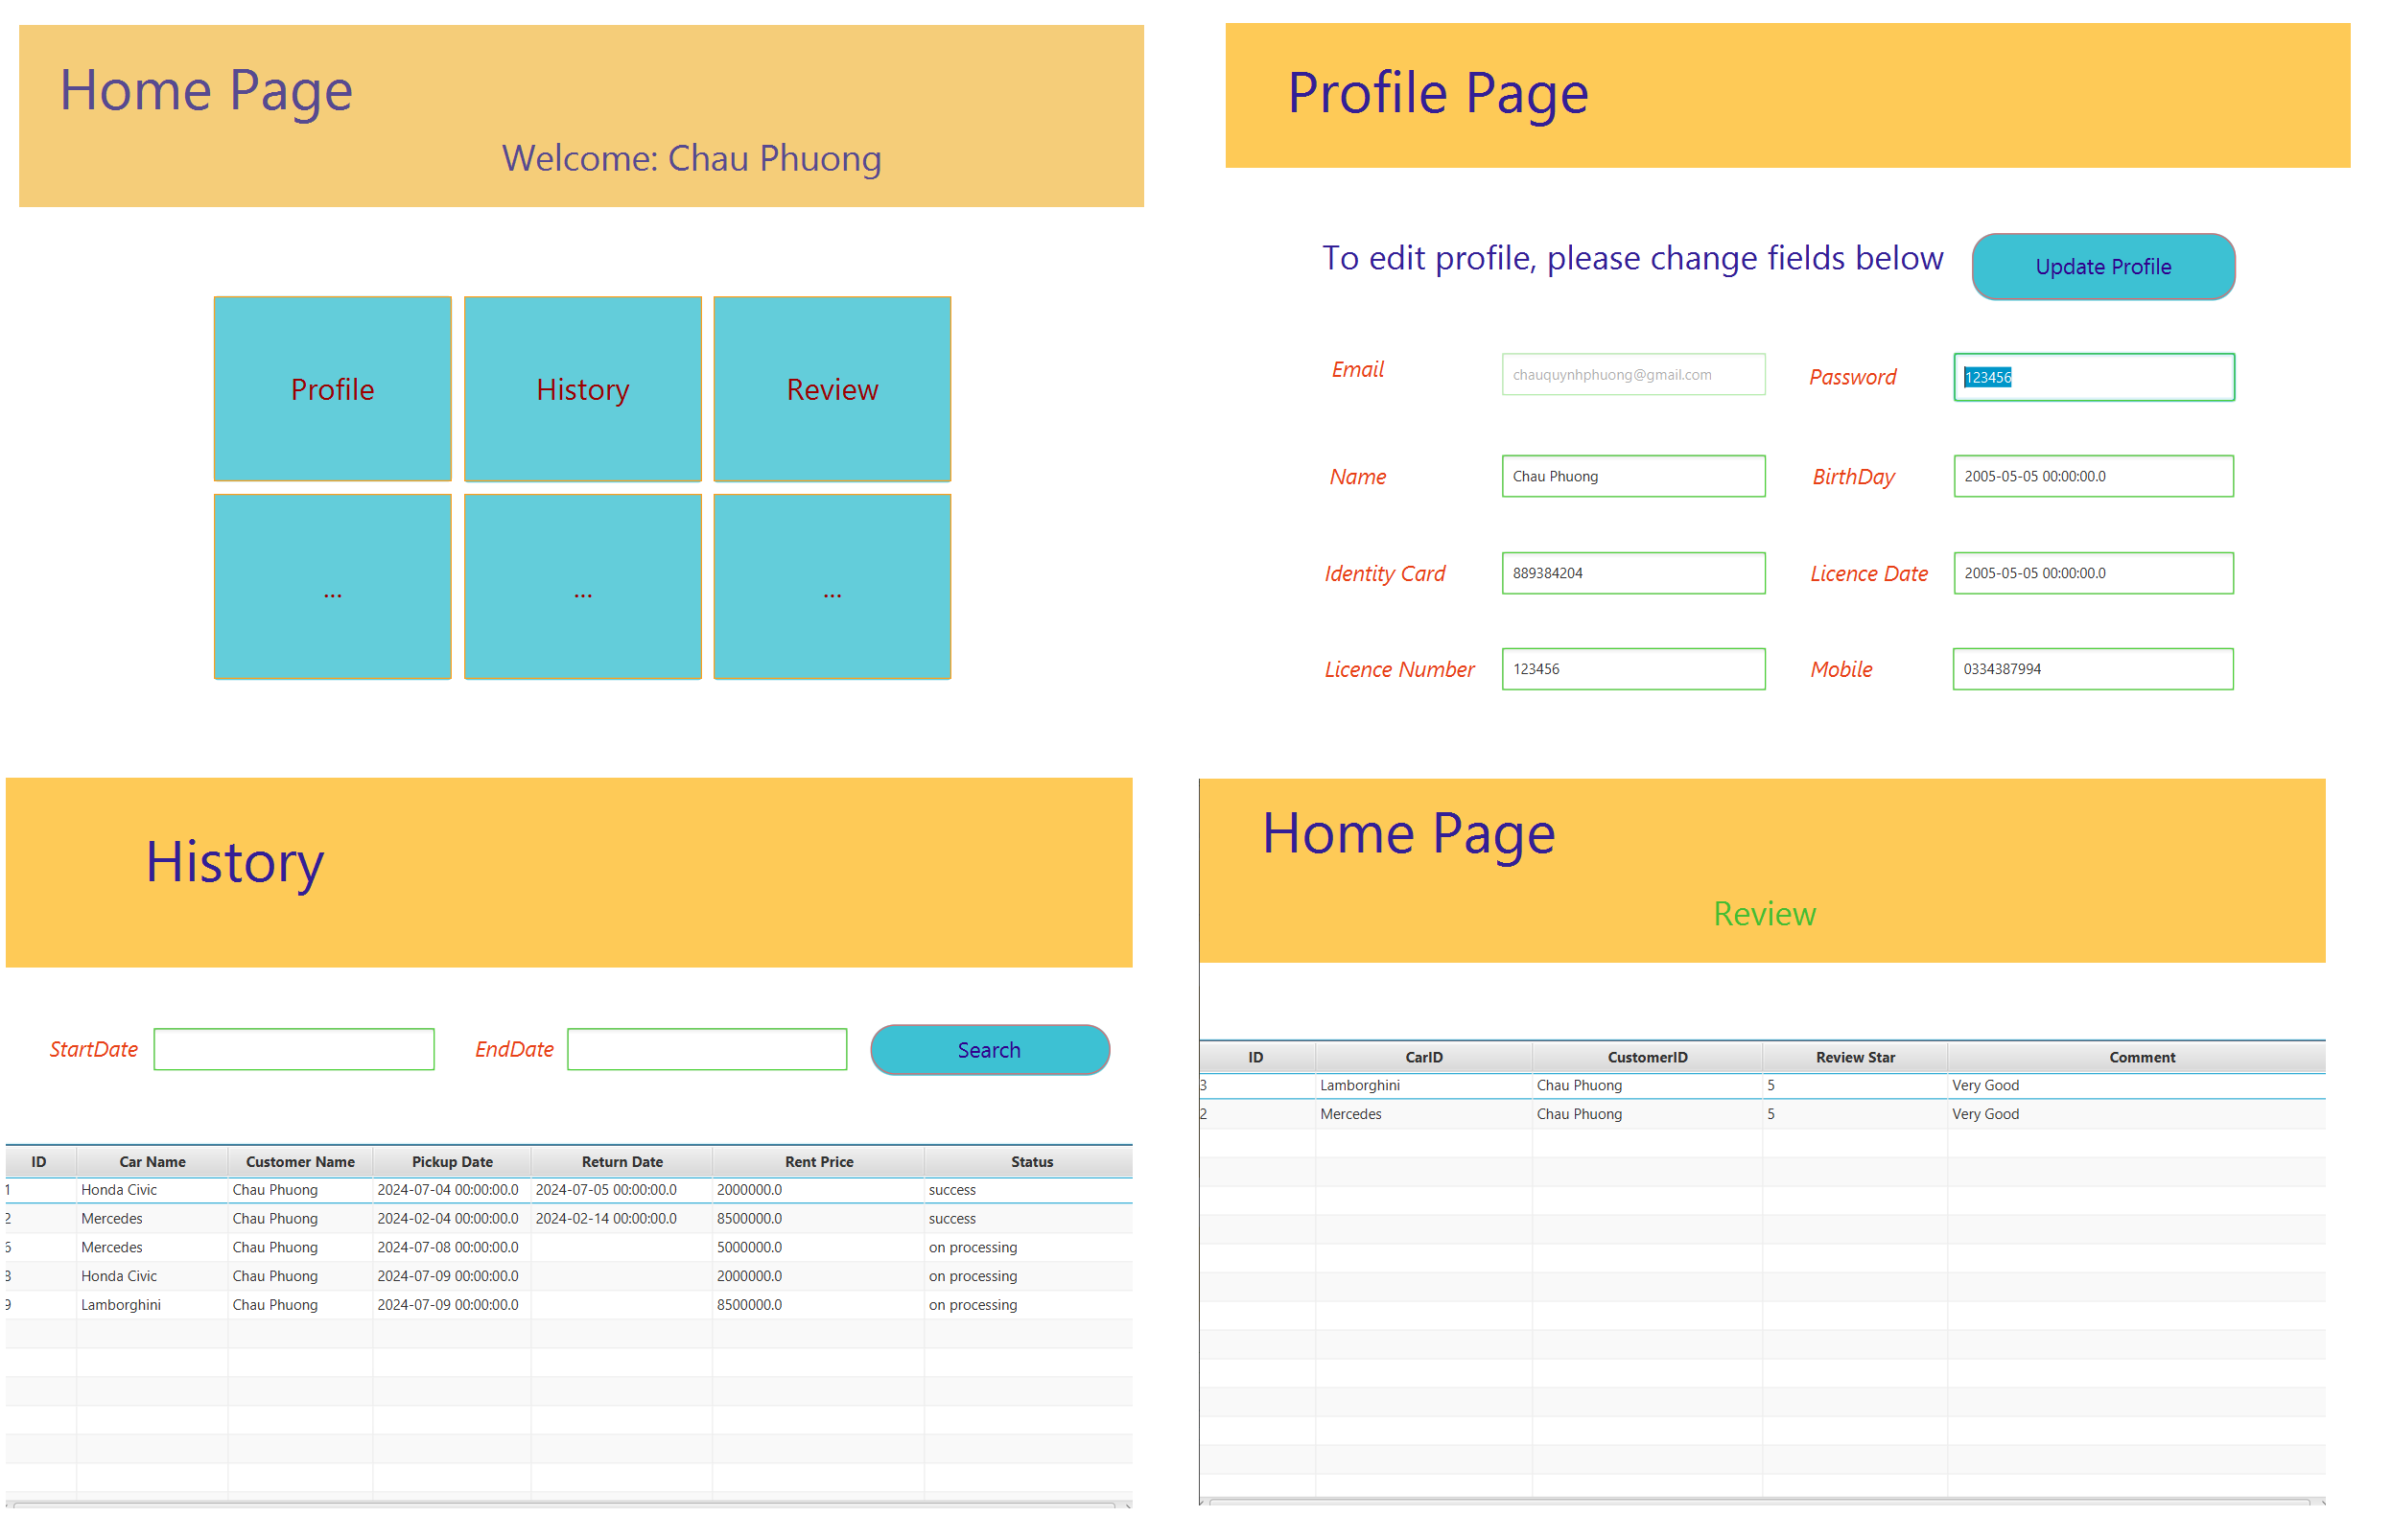 Home Page
Welcome: Chau Phuong
Profile History Review
... ... ...
Profile Page
To edit profile, please change fields below Update Profile
Email chauquynhphuong@gmail.com Password 123456
Name Chau Phuong BirthDay 2005-05-05 00:00:00.0
Identity Card 889384204 Licence Date 2005-05-05 00:00:00.0
Licence Number 123456 Mobile 0334387994
History
StartDate EndDate Search
ID Car Name Customer Name Pickup Date Return Date Rent Price Status
1 Honda Civic Chau Phuong 2024-07-04 00:00:00.0 2024-07-05 00:00:00.0 2000000.0 success
2 Mercedes Chau Phuong 2024-02-04 00:00:00.0 2024-02-14 00:00:00.0 8500000.0 success
6 Mercedes Chau Phuong 2024-07-08 00:00:00.0 5000000.0 on processing
8 Honda Civic Chau Phuong 2024-07-09 00:00:00.0 2000000.0 on processing
9 Lamborghini Chau Phuong 2024-07-09 00:00:00.0 8500000.0 on processing
Home Page
Review
ID CarID CustomerID Review Star Comment
3 Lamborghini Chau Phuong 5 Very Good
2 Mercedes Chau Phuong 5 Very Good